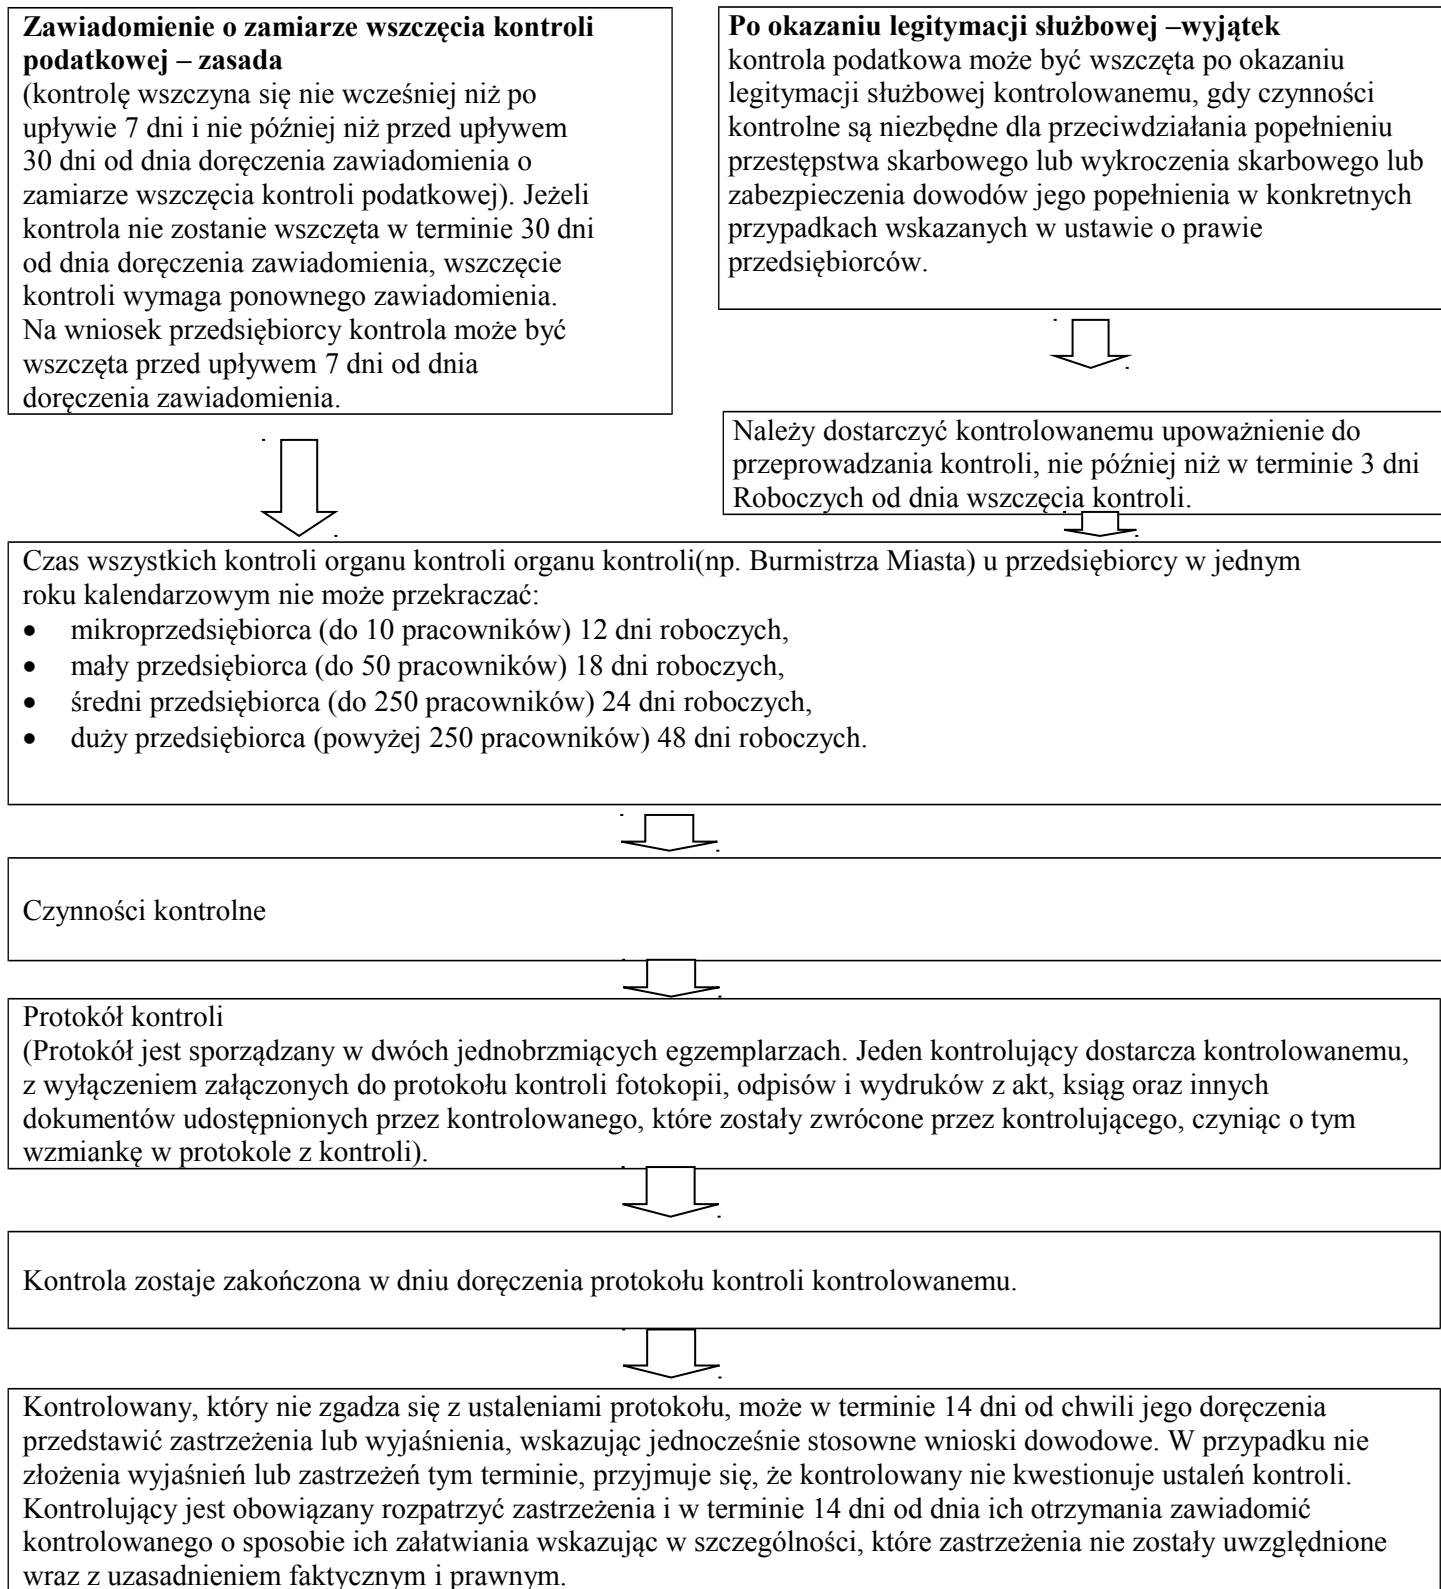 Zawiadomienie o zamiarze wszczęcia kontroli
podatkowej – zasada
(kontrolę wszczyna się nie wcześniej niż po
upływie 7 dni i nie później niż przed upływem
30 dni od dnia doręczenia zawiadomienia o
zamiarze wszczęcia kontroli podatkowej). Jeżeli
kontrola nie zostanie wszczęta w terminie 30 dni
od dnia doręczenia zawiadomienia, wszczęcie
kontroli wymaga ponownego zawiadomienia.
Na wniosek przedsiębiorcy kontrola może być
wszczęta przed upływem 7 dni od dnia
doręczenia zawiadomienia.
Po okazaniu legitymacji służbowej –wyjątek
kontrola podatkowa może być wszczęta po okazaniu
legitymacji służbowej kontrolowanemu, gdy czynności
kontrolne są niezbędne dla przeciwdziałania popełnieniu
przestępstwa skarbowego lub wykroczenia skarbowego lub
zabezpieczenia dowodów jego popełnienia w konkretnych
przypadkach wskazanych w ustawie o prawie
przedsiębiorców.
Należy dostarczyć kontrolowanemu upoważnienie do
przeprowadzania kontroli, nie później niż w terminie 3 dni
Roboczych od dnia wszczęcia kontroli.
Czas wszystkich kontroli organu kontroli organu kontroli(np. Burmistrza Miasta) u przedsiębiorcy w jednym
roku kalendarzowym nie może przekraczać:
• mikroprzedsiębiorca (do 10 pracowników) 12 dni roboczych,
• mały przedsiębiorca (do 50 pracowników) 18 dni roboczych,
• średni przedsiębiorca (do 250 pracowników) 24 dni roboczych,
• duży przedsiębiorca (powyżej 250 pracowników) 48 dni roboczych.
Czynności kontrolne
Protokół kontroli
(Protokół jest sporządzany w dwóch jednobrzmiących egzemplarzach. Jeden kontrolujący dostarcza kontrolowanemu,
z wyłączeniem załączonych do protokołu kontroli fotokopii, odpisów i wydruków z akt, ksiąg oraz innych
dokumentów udostępnionych przez kontrolowanego, które zostały zwrócone przez kontrolującego, czyniąc o tym
wzmiankę w protokole z kontroli).
Kontrola zostaje zakończona w dniu doręczenia protokołu kontroli kontrolowanemu.
Kontrolowany, który nie zgadza się z ustaleniami protokołu, może w terminie 14 dni od chwili jego doręczenia
przedstawić zastrzeżenia lub wyjaśnienia, wskazując jednocześnie stosowne wnioski dowodowe. W przypadku nie
złożenia wyjaśnień lub zastrzeżeń tym terminie, przyjmuje się, że kontrolowany nie kwestionuje ustaleń kontroli.
Kontrolujący jest obowiązany rozpatrzyć zastrzeżenia i w terminie 14 dni od dnia ich otrzymania zawiadomić
kontrolowanego o sposobie ich załatwiania wskazując w szczególności, które zastrzeżenia nie zostały uwzględnione
wraz z uzasadnieniem faktycznym i prawnym.